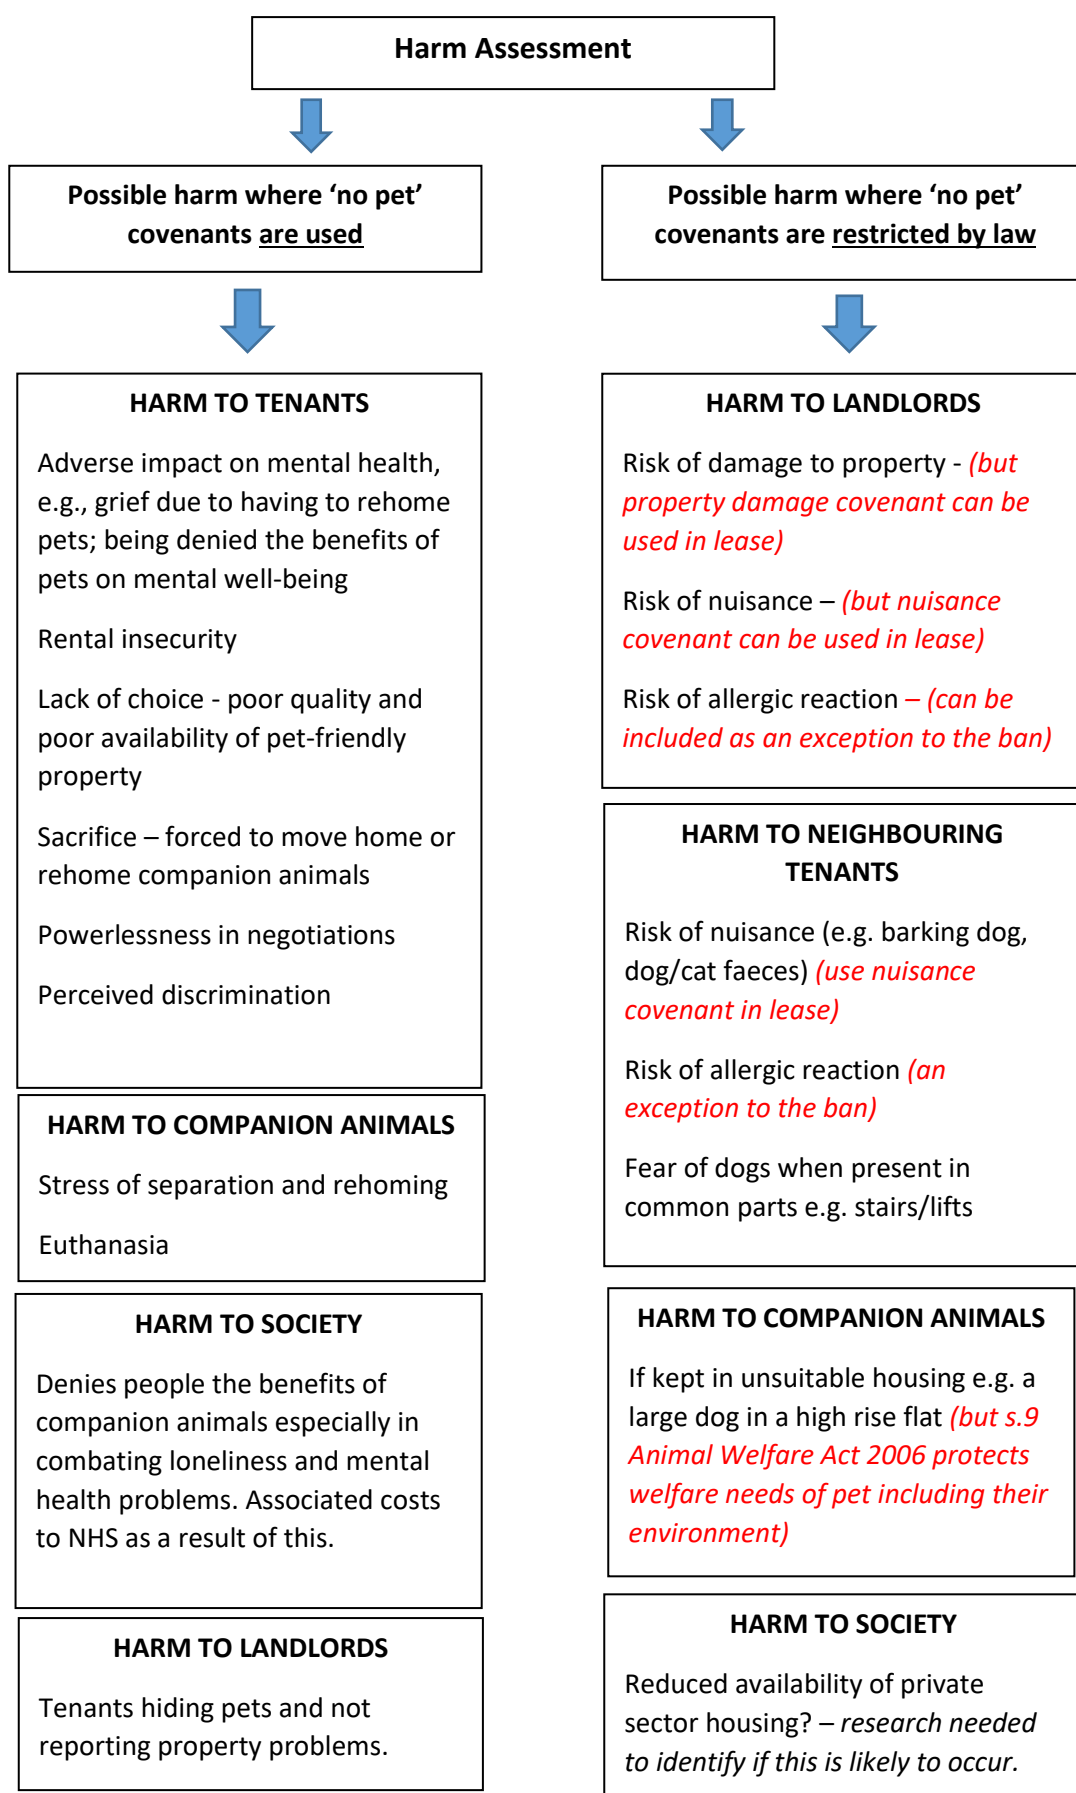 Harm Assessment
Possible harm where ‘no pet’
covenants are used
HARM TO TENANTS
Adverse impact on mental health,
e.g., grief due to having to rehome
pets; being denied the benefits of
pets on mental well-being
Rental insecurity
Lack of choice - poor quality and
poor availability of pet-friendly
property
Sacrifice – forced to move home or
rehome companion animals
Powerlessness in negotiations
Perceived discrimination
HARM TO COMPANION ANIMALS
Stress of separation and rehoming
Euthanasia
HARM TO SOCIETY
Denies people the benefits of
companion animals especially in
combating loneliness and mental
health problems. Associated costs
to NHS as a result of this.
HARM TO LANDLORDS
Tenants hiding pets and not
reporting property problems.
Possible harm where ‘no pet’
covenants are restricted by law
HARM TO LANDLORDS
Risk of damage to property - (but
property damage covenant can be
used in lease)
Risk of nuisance – (but nuisance
covenant can be used in lease)
Risk of allergic reaction – (can be
included as an exception to the ban)
HARM TO NEIGHBOURING
TENANTS
Risk of nuisance (e.g. barking dog,
dog/cat faeces) (use nuisance
covenant in lease)
Risk of allergic reaction (an
exception to the ban)
Fear of dogs when present in
common parts e.g. stairs/lifts
HARM TO COMPANION ANIMALS
If kept in unsuitable housing e.g. a
large dog in a high rise flat (but s.9
Animal Welfare Act 2006 protects
welfare needs of pet including their
environment)
HARM TO SOCIETY
Reduced availability of private
sector housing? – research needed
to identify if this is likely to occur.